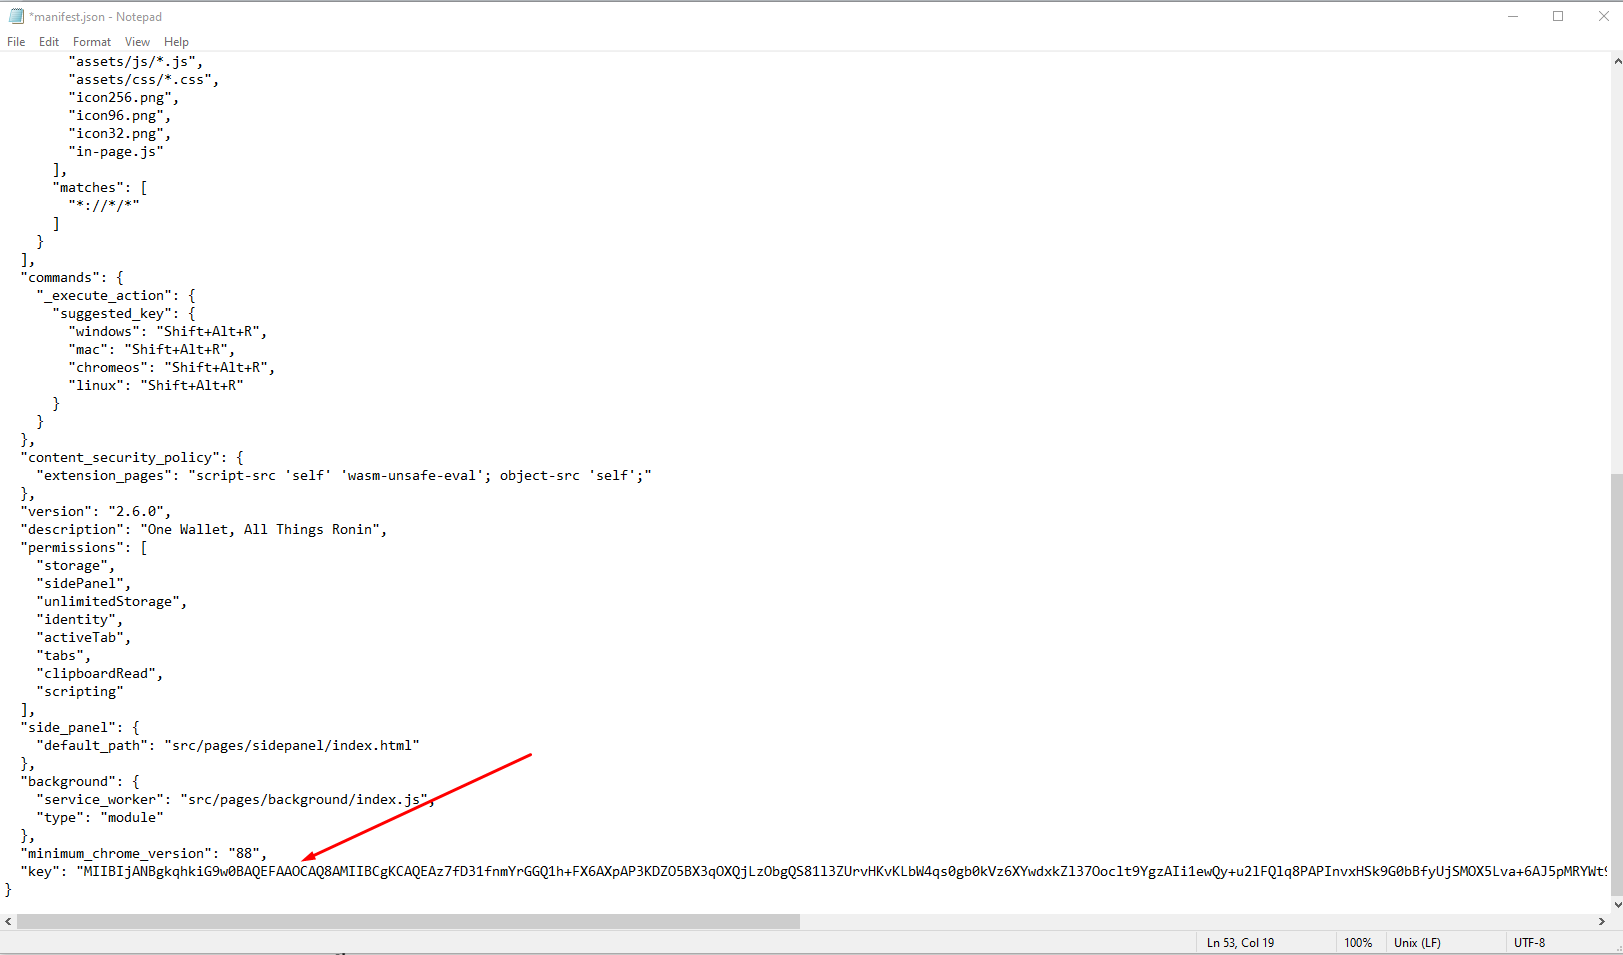 *manifest.json - Notepad
File Edit Format View Help
"assets/js/*.js",
"assets/css/*.css",
"icon256.png",
"icon96.png",
"icon32.png",
"in-page.js"
],
"matches": [
"*://*/*"
]
}
],
"commands": {
"_execute_action": {
"suggested_key": {
"windows": "Shift+Alt+R",
"mac": "Shift+Alt+R",
"chromeos": "Shift+Alt+R",
"linux": "Shift+Alt+R"
}
}
},
"content_security_policy": {
"extension_pages": "script-src 'self' 'wasm-unsafe-eval'; object-src 'self';"
},
"version": "2.6.0",
"description": "One Wallet, All Things Ronin",
"permissions": [
"storage",
"sidePanel",
"unlimitedStorage",
"identity",
"activeTab",
"tabs",
"clipboardRead",
"scripting"
],
"side_panel": {
"default_path": "src/pages/sidepanel/index.html"
},
"background": {
"service_worker": "src/pages/background/index.js",
"type": "module"
},
"minimum_chrome_version": "88",
"key": "MIIBIjANBgkqhkiG9w0BAQEFAAOCAQ8AMIIBCgKCAQEAz7fD31fnmYrGGQ1h+FX6AXpAP3KDZO5BX3qOXQjLzObgQS81l3ZUrvHKvKLbW4qs0gb0kVz6XYwdxkZl37Ooclt9YgzAIi1ewQy+u2lFQlq8PAPInvxHSk9G0bBfyUjSMOX5Lva+6AJ5pMRYWt9
}
Ln 53, Col 19 100% Unix (LF) UTF-8